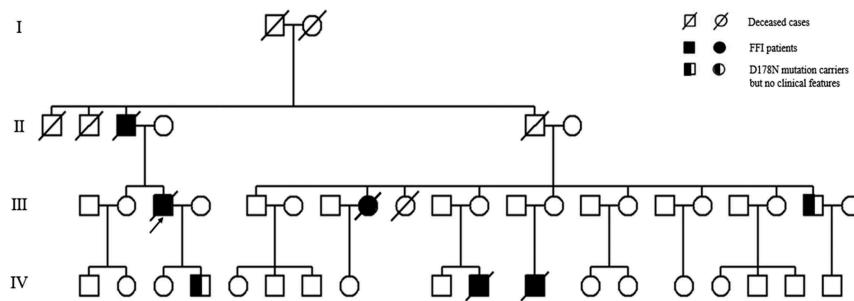 I
II
III
IV
Deceased cases
FFI patients
D178N mutation carriers
but no clinical features